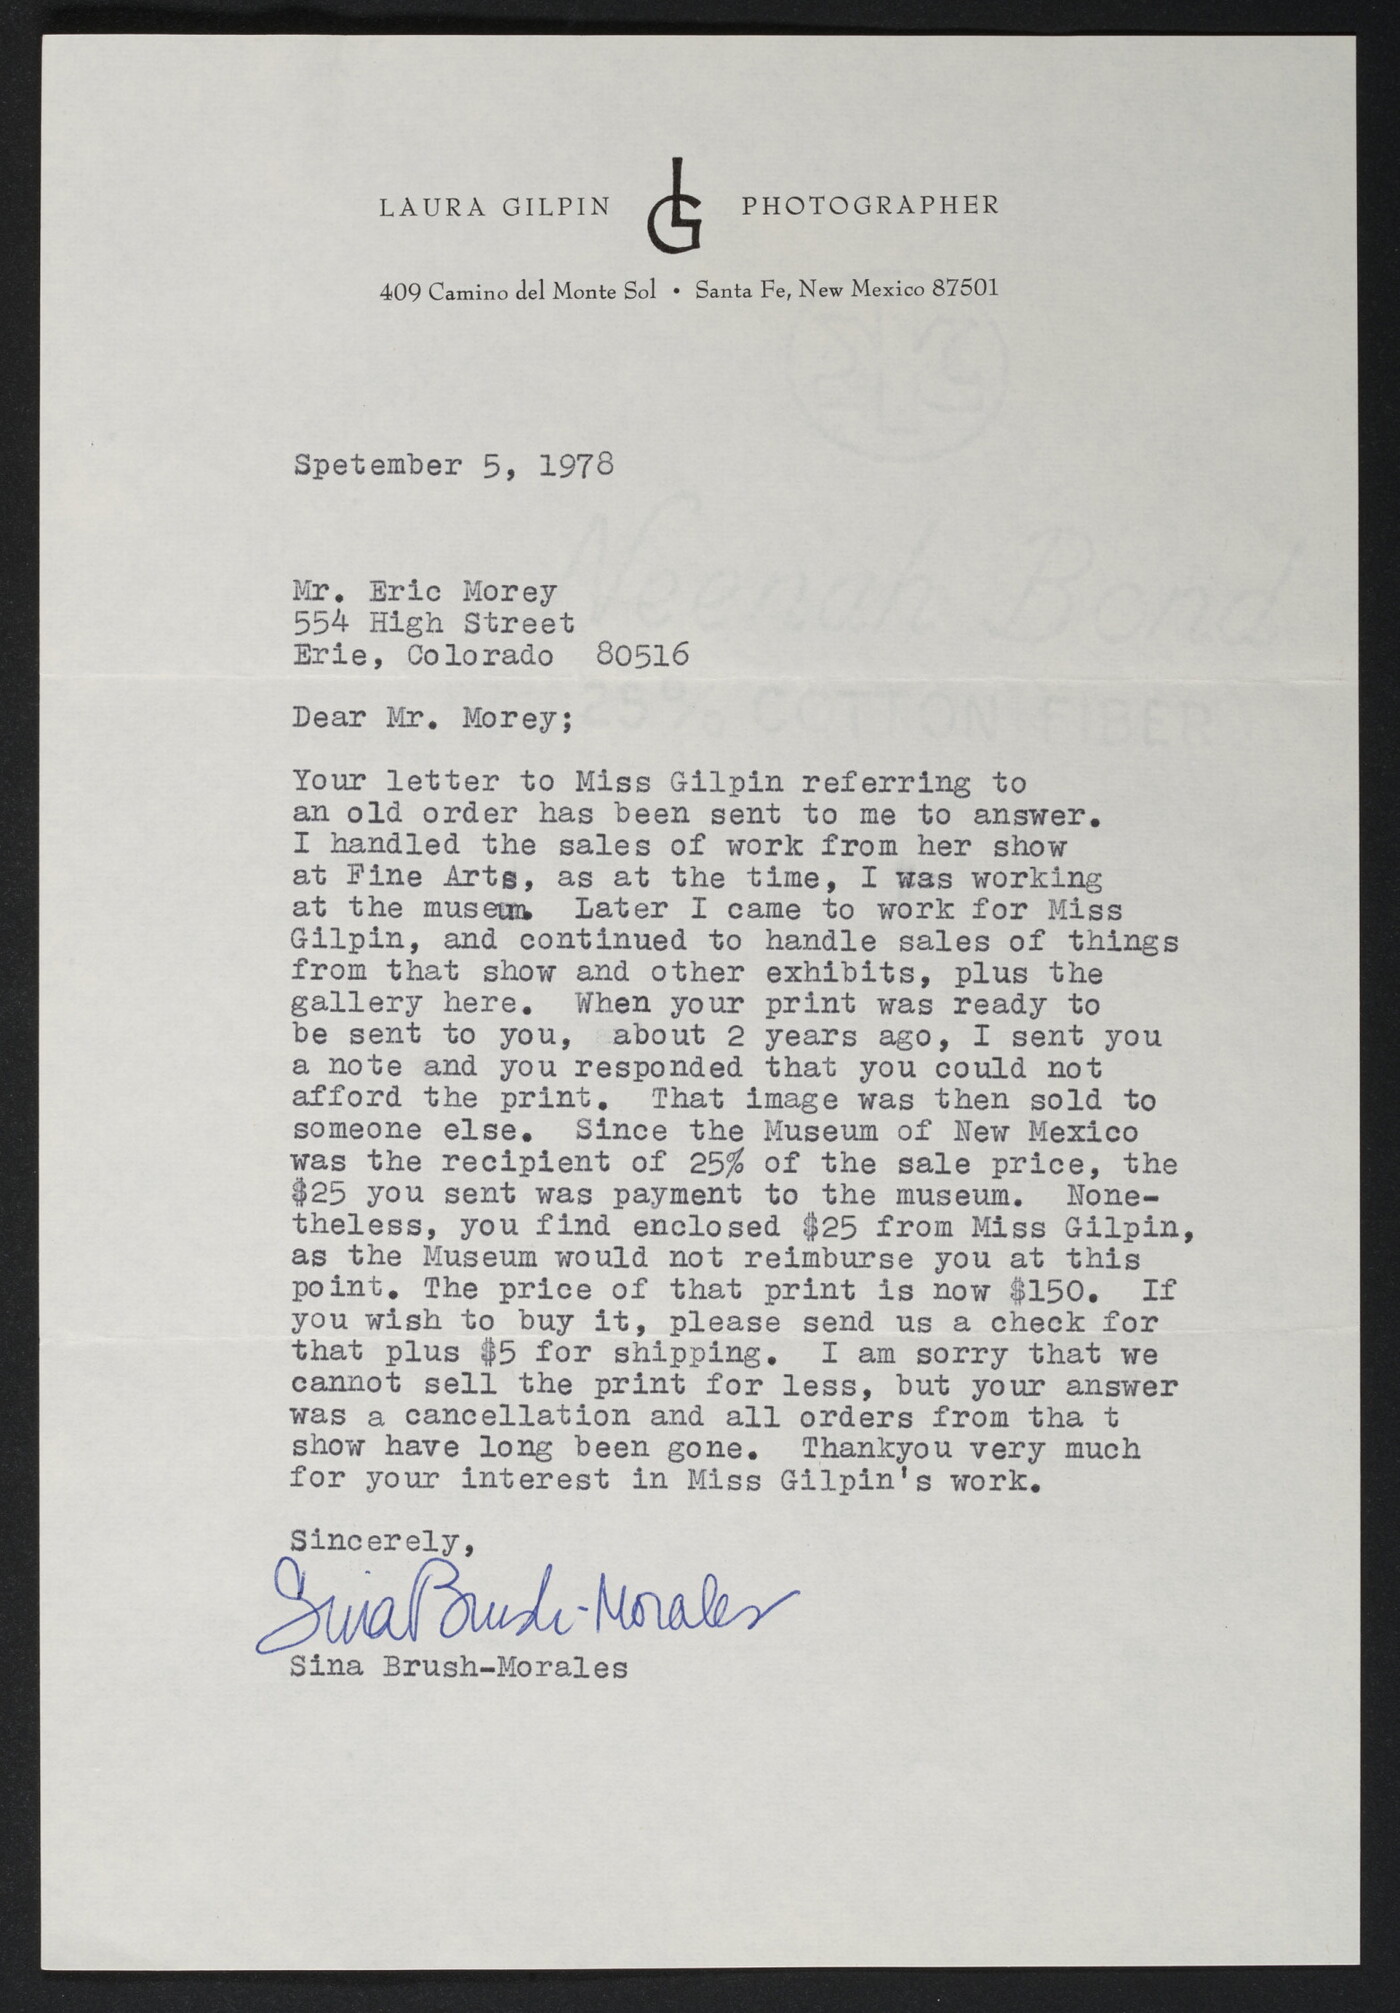 LAURA GILPIN LG PHOTOGRAPHER
409 Camino del Monte Sol • Santa Fe, New Mexico 87501
Spetember 5, 1978
Mr. Eric Morey
554 High Street
Erie, Colorado  80516
Dear Mr. Morey;
Your letter to Miss Gilpin referring to
an old order has been sent to me to answer.
I handled the sales of work from her show
at Fine Arts, as at the time, I was working
at the museum.  Later I came to work for Miss
Gilpin, and continued to handle sales of things
from that show and other exhibits, plus the
gallery here.  When your print was ready to
be sent to you,  about 2 years ago, I sent you
a note and you responded that you could not
afford the print.  That image was then sold to
someone else.  Since the Museum of New Mexico
was the recipient of 25% of the sale price, the
$25 you sent was payment to the museum.  None-
theless, you find enclosed $25 from Miss Gilpin,
as the Museum would not reimburse you at this
point. The price of that print is now $150.  If
you wish to buy it, please send us a check for
that plus $5 for shipping.  I am sorry that we
cannot sell the print for less, but your answer
was a cancellation and all orders from tha t
show have long been gone.  Thankyou very much
for your interest in Miss Gilpin's work.
Sincerely,
Sina Brush-Morales
Sina Brush-Morales
Neenah Bond
25% COTTON FIBER